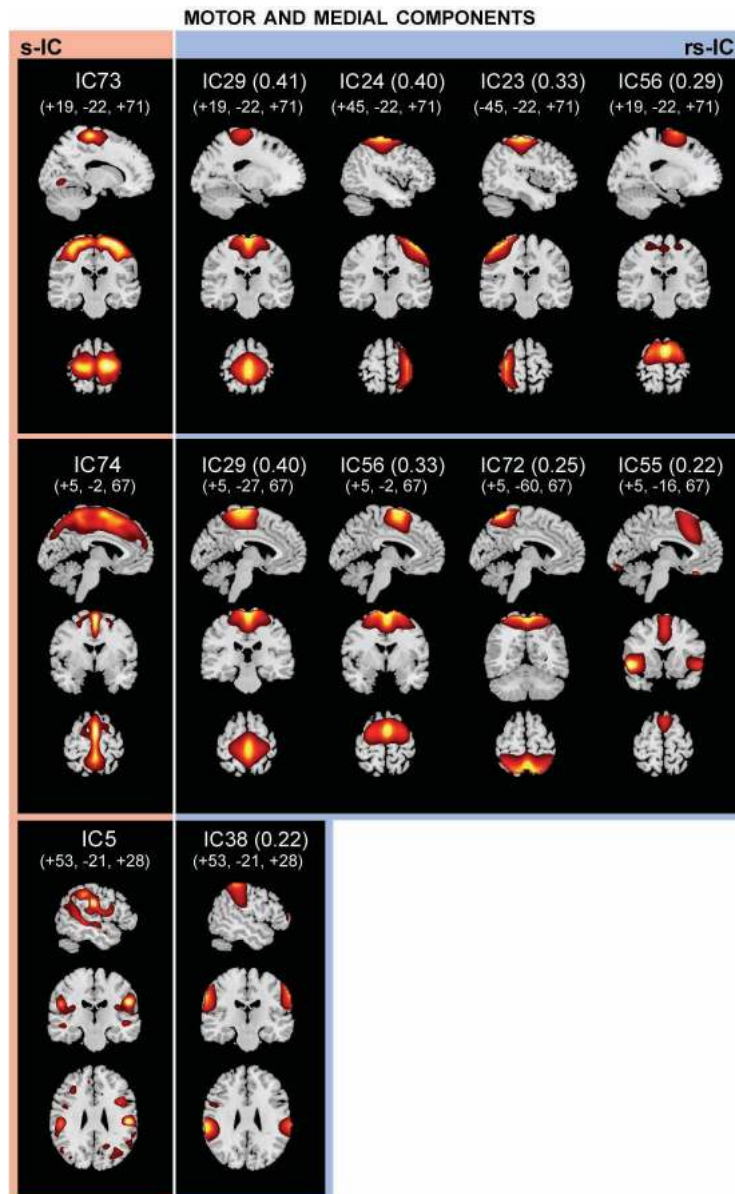 MOTOR AND MEDIAL COMPONENTS
s-IC rs-IC
IC73 IC29 (0.41) IC24 (0.40) IC23 (0.33) IC56 (0.29)
(+19, -22, +71) (+19, -22, +71) (+45, -22, +71) (-45, -22, +71) (+19, -22, +71)
IC74 IC29 (0.40) IC56 (0.33) IC72 (0.25) IC55 (0.22)
(+5, -2, 67) (+5, -27, 67) (+5, -2, 67) (+5, -60, 67) (+5, -16, 67)
IC5 IC38 (0.22)
(+53, -21, +28) (+53, -21, +28)